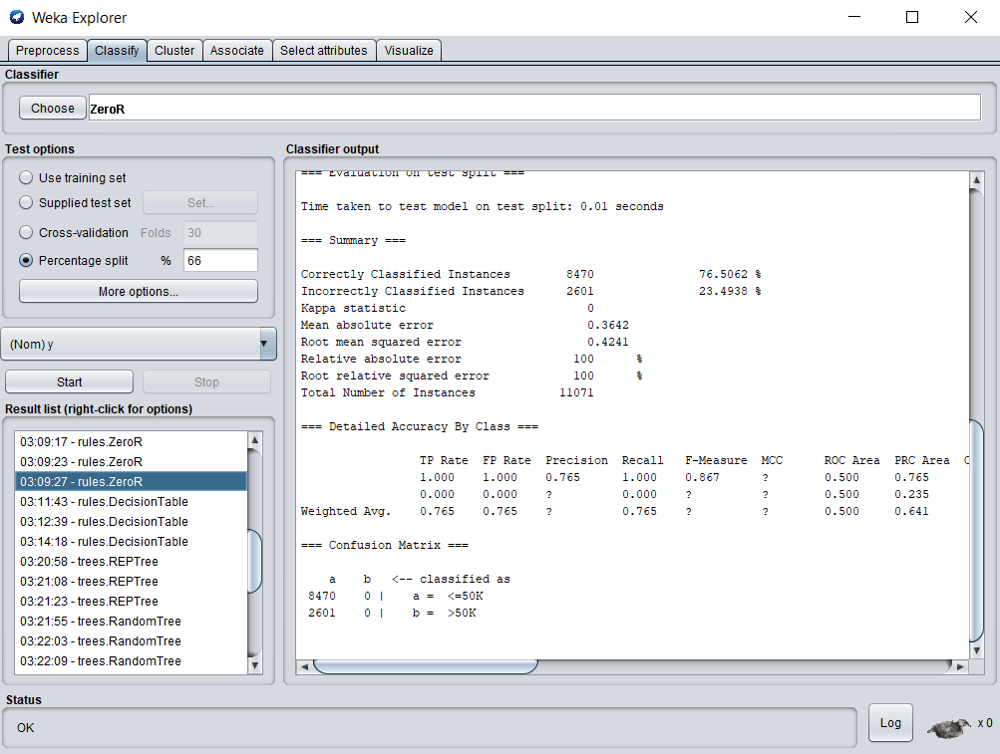 Weka Explorer
Preprocess Classify Cluster Associate Select attributes Visualize
Classifier
Choose ZeroR
Test options
Use training set
Supplied test set Set...
Cross-validation Folds 30
Percentage split % 66
More options...
(Nom) y
Start Stop
Result list (right-click for options)
03:09:17 - rules.ZeroR
03:09:23 - rules.ZeroR
03:09:27 - rules.ZeroR
03:11:43 - rules.DecisionTable
03:12:39 - rules.DecisionTable
03:14:18 - rules.DecisionTable
03:20:58 - trees.REPTree
03:21:08 - trees.REPTree
03:21:23 - trees.REPTree
03:21:55 - trees.RandomTree
03:22:03 - trees.RandomTree
03:22:09 - trees.RandomTree
Classifier output
=== Evaluation on test split ===
Time taken to test model on test split: 0.01 seconds
=== Summary ===
Correctly Classified Instances 8470 76.5062 %
Incorrectly Classified Instances 2601 23.4938 %
Kappa statistic 0
Mean absolute error 0.3642
Root mean squared error 0.4241
Relative absolute error 100 %
Root relative squared error 100 %
Total Number of Instances 11071
=== Detailed Accuracy By Class ===
TP Rate FP Rate Precision Recall F-Measure MCC ROC Area PRC Area C
1.000 1.000 0.765 1.000 0.867 ? 0.500 0.765
0.000 0.000 ? 0.000 ? ? 0.500 0.235
Weighted Avg. 0.765 0.765 ? 0.765 ? ? 0.500 0.641
=== Confusion Matrix ===
a b <-- classified as
8470 0 | a = <=50K
2601 0 | b = >50K
Status
OK
Log x 0